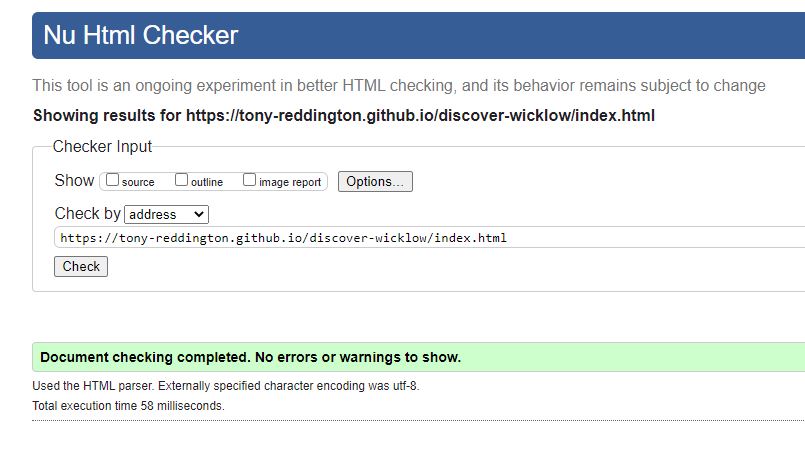 Nu Html Checker
This tool is an ongoing experiment in better HTML checking, and its behavior remains subject to change
Showing results for https://tony-reddington.github.io/discover-wicklow/index.html
Checker Input
Show source outline image report Options...
Check by address
https://tony-reddington.github.io/discover-wicklow/index.html
Check
Document checking completed. No errors or warnings to show.
Used the HTML parser. Externally specified character encoding was utf-8.
Total execution time 58 milliseconds.